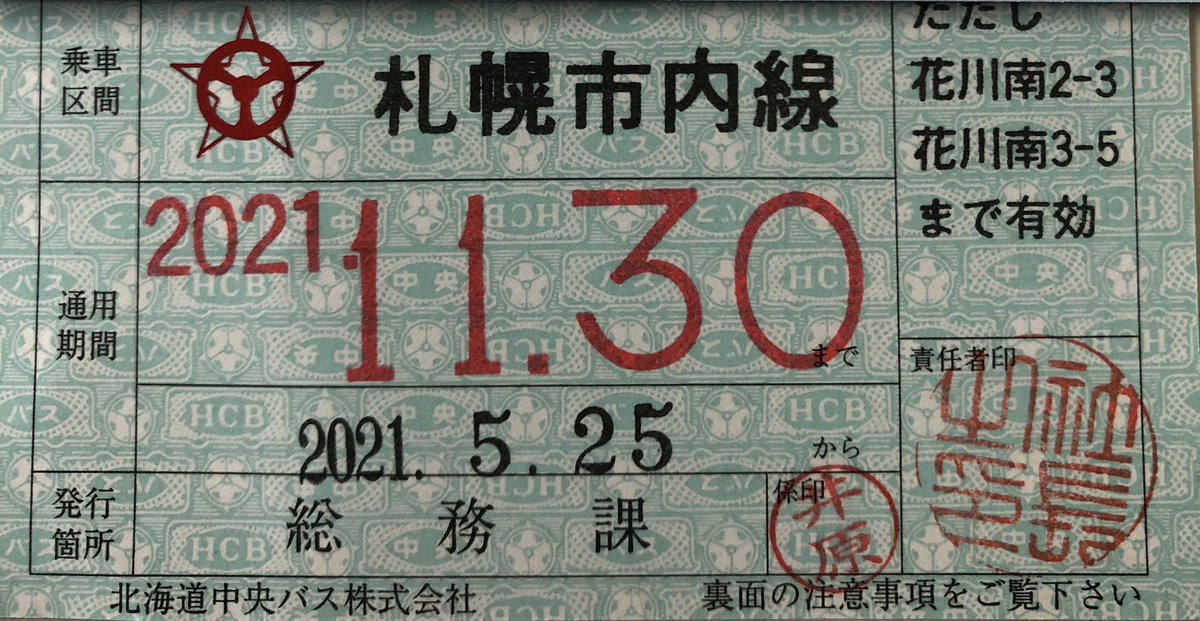 乗車
区間
札幌市内線
ただし
花川南2-3
花川南3-5
まで有効
通用
期間
2021.11.30
まで
2021. 5. 25
から
責任者印
発行
箇所
総務課
係印
井原
北海道中央バス株式会社
裏面の注意事項をご覧下さい